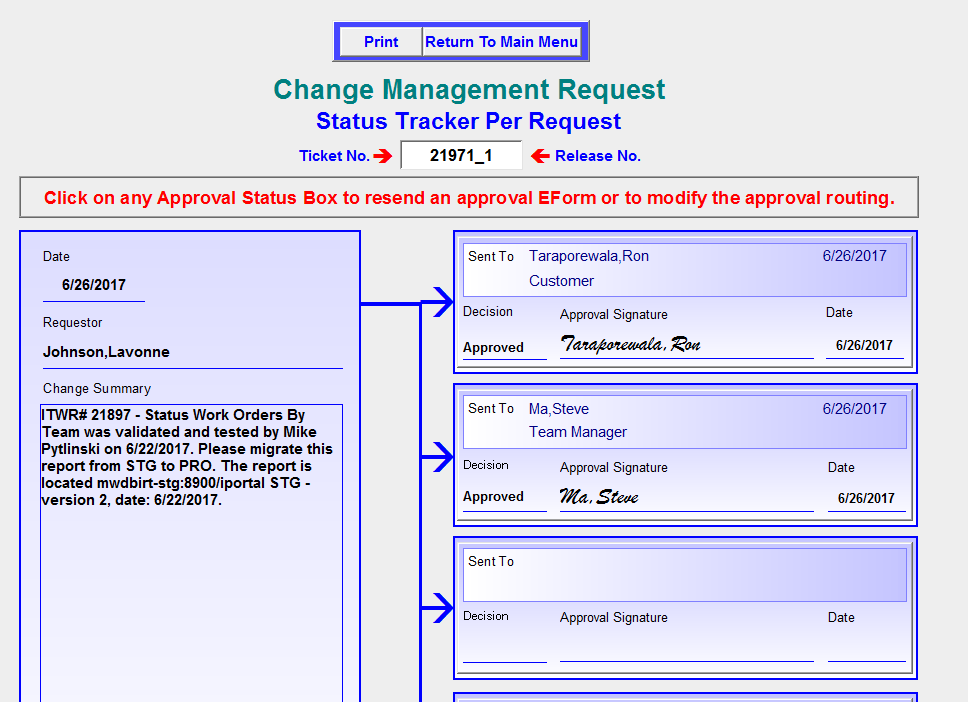 Print Return To Main Menu
Change Management Request
Status Tracker Per Request
Ticket No. 21971_1 Release No.
Click on any Approval Status Box to resend an approval EForm or to modify the approval routing.
Date
6/26/2017
Requestor
Johnson,Lavonne
Change Summary
ITWR# 21897 - Status Work Orders By
Team was validated and tested by Mike
Pytlinski on 6/22/2017. Please migrate this
report from STG to PRO. The report is
located mwdbirt-stg:8900/iportal STG -
version 2, date: 6/22/2017.
Sent To Taraporewala,Ron 6/26/2017
Customer
Decision Approval Signature Date
Approved Taraporewala,Ron 6/26/2017
Sent To Ma,Steve 6/26/2017
Team Manager
Decision Approval Signature Date
Approved Ma,Steve 6/26/2017
Sent To
Decision Approval Signature Date